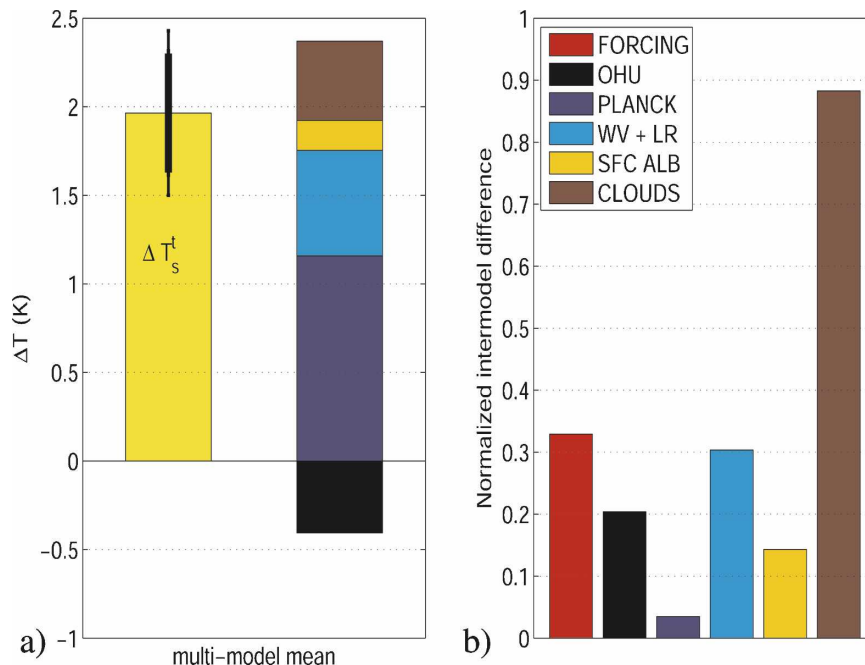 2.5
2
1.5
1
0.5
0
−0.5
−1
ΔT (K)
Δ T_s^t
a)
multi−model mean
1
0.9
0.8
0.7
0.6
0.5
0.4
0.3
0.2
0.1
0
Normalized intermodel difference
FORCING
OHU
PLANCK
WV + LR
SFC ALB
CLOUDS
b)